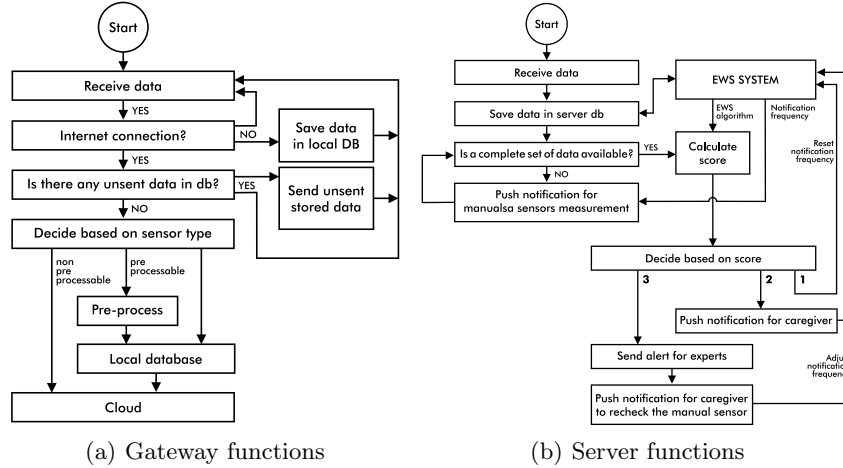 Start
Receive data
YES
Internet connection?
NO
Save data
in local DB
YES
Is there any unsent data in db?
YES
Send unsent
stored data
NO
Decide based on sensor type
non
pre
processable
pre
processable
Pre-process
Local database
Cloud
(a) Gateway functions
Start
Receive data
EWS SYSTEM
Save data in server db
EWS
algorithm
Notification
frequency
Is a complete set of data available?
YES
Calculate
score
Reset
notification
frequency
NO
Push notification for
manualsa sensors measurement
Decide based on score
3
2
1
Push notification for caregiver
Send alert for experts
Adju
notification
frequenc
Push notification for caregiver
to recheck the manual sensor
(b) Server functions